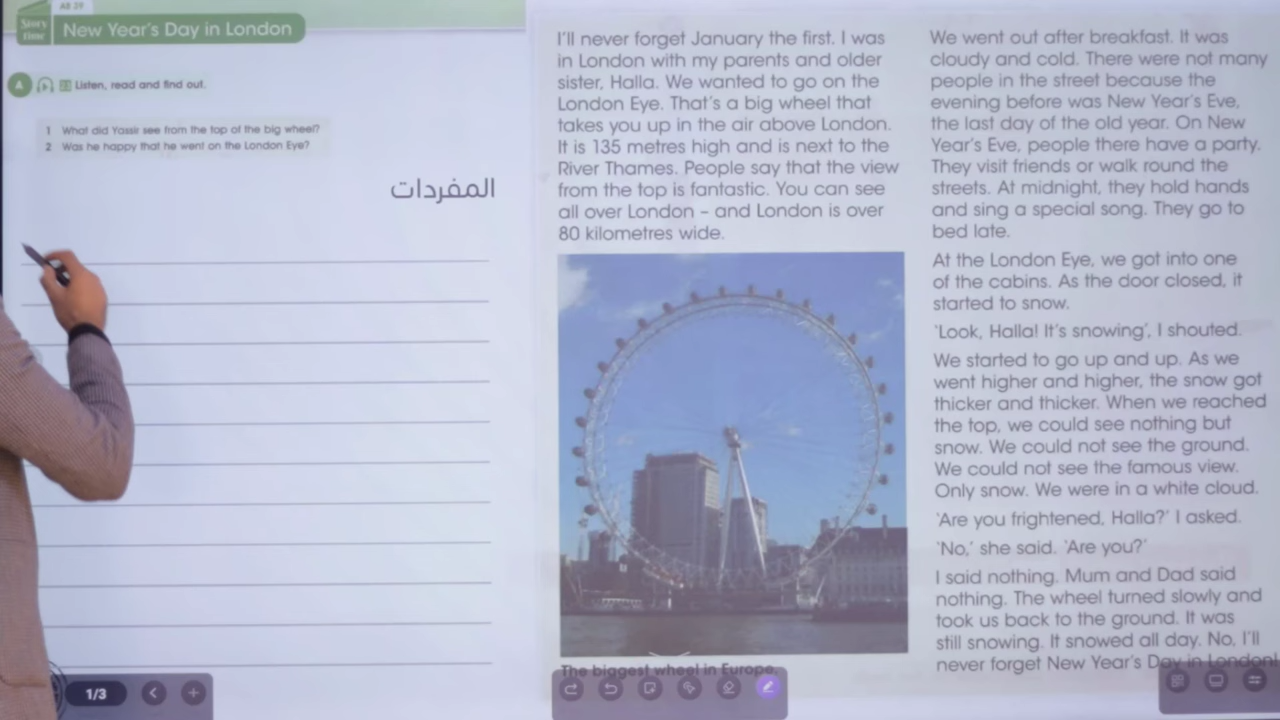 AB 39
Story
time
New Year's Day in London
A
Listen, read and find out.
1 What did Yassir see from the top of the big wheel?
2 Was he happy that he went on the London Eye?
المفردات
I'll never forget January the first. I was
in London with my parents and older
sister, Halla. We wanted to go on the
London Eye. That's a big wheel that
takes you up in the air above London.
It is 135 metres high and is next to the
River Thames. People say that the view
from the top is fantastic. You can see
all over London – and London is over
80 kilometres wide.
The biggest wheel in Europe.
We went out after breakfast. It was
cloudy and cold. There were not many
people in the street because the
evening before was New Year's Eve,
the last day of the old year. On New
Year's Eve, people there have a party.
They visit friends or walk round the
streets. At midnight, they hold hands
and sing a special song. They go to
bed late.
At the London Eye, we got into one
of the cabins. As the door closed, it
started to snow.
'Look, Halla! It's snowing', I shouted.
We started to go up and up. As we
went higher and higher, the snow got
thicker and thicker. When we reached
the top, we could see nothing but
snow. We could not see the ground.
We could not see the famous view.
Only snow. We were in a white cloud.
'Are you frightened, Halla?' I asked.
'No,' she said. 'Are you?'
I said nothing. Mum and Dad said
nothing. The wheel turned slowly and
took us back to the ground. It was
still snowing. It snowed all day. No, I'll
never forget New Year's Day in London!
1/3